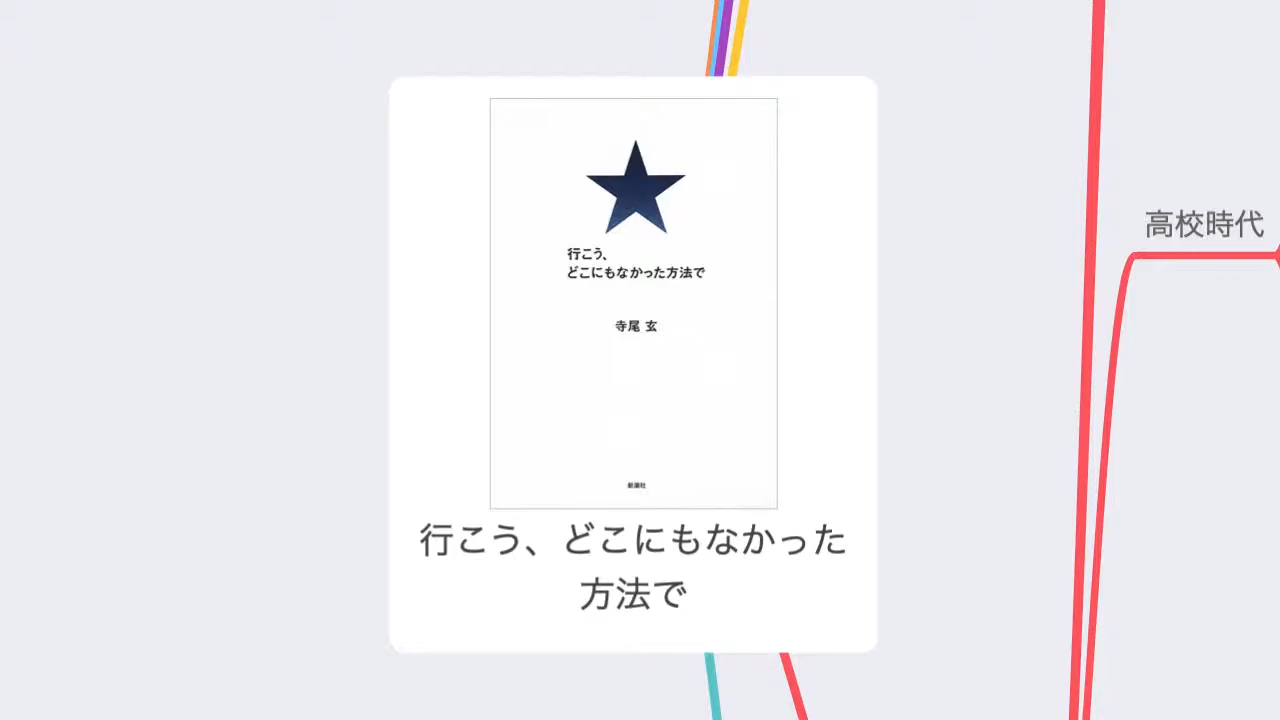 行こう、
どこにもなかった方法で
寺尾 玄
新潮社
行こう、どこにもなかった
方法で
高校時代